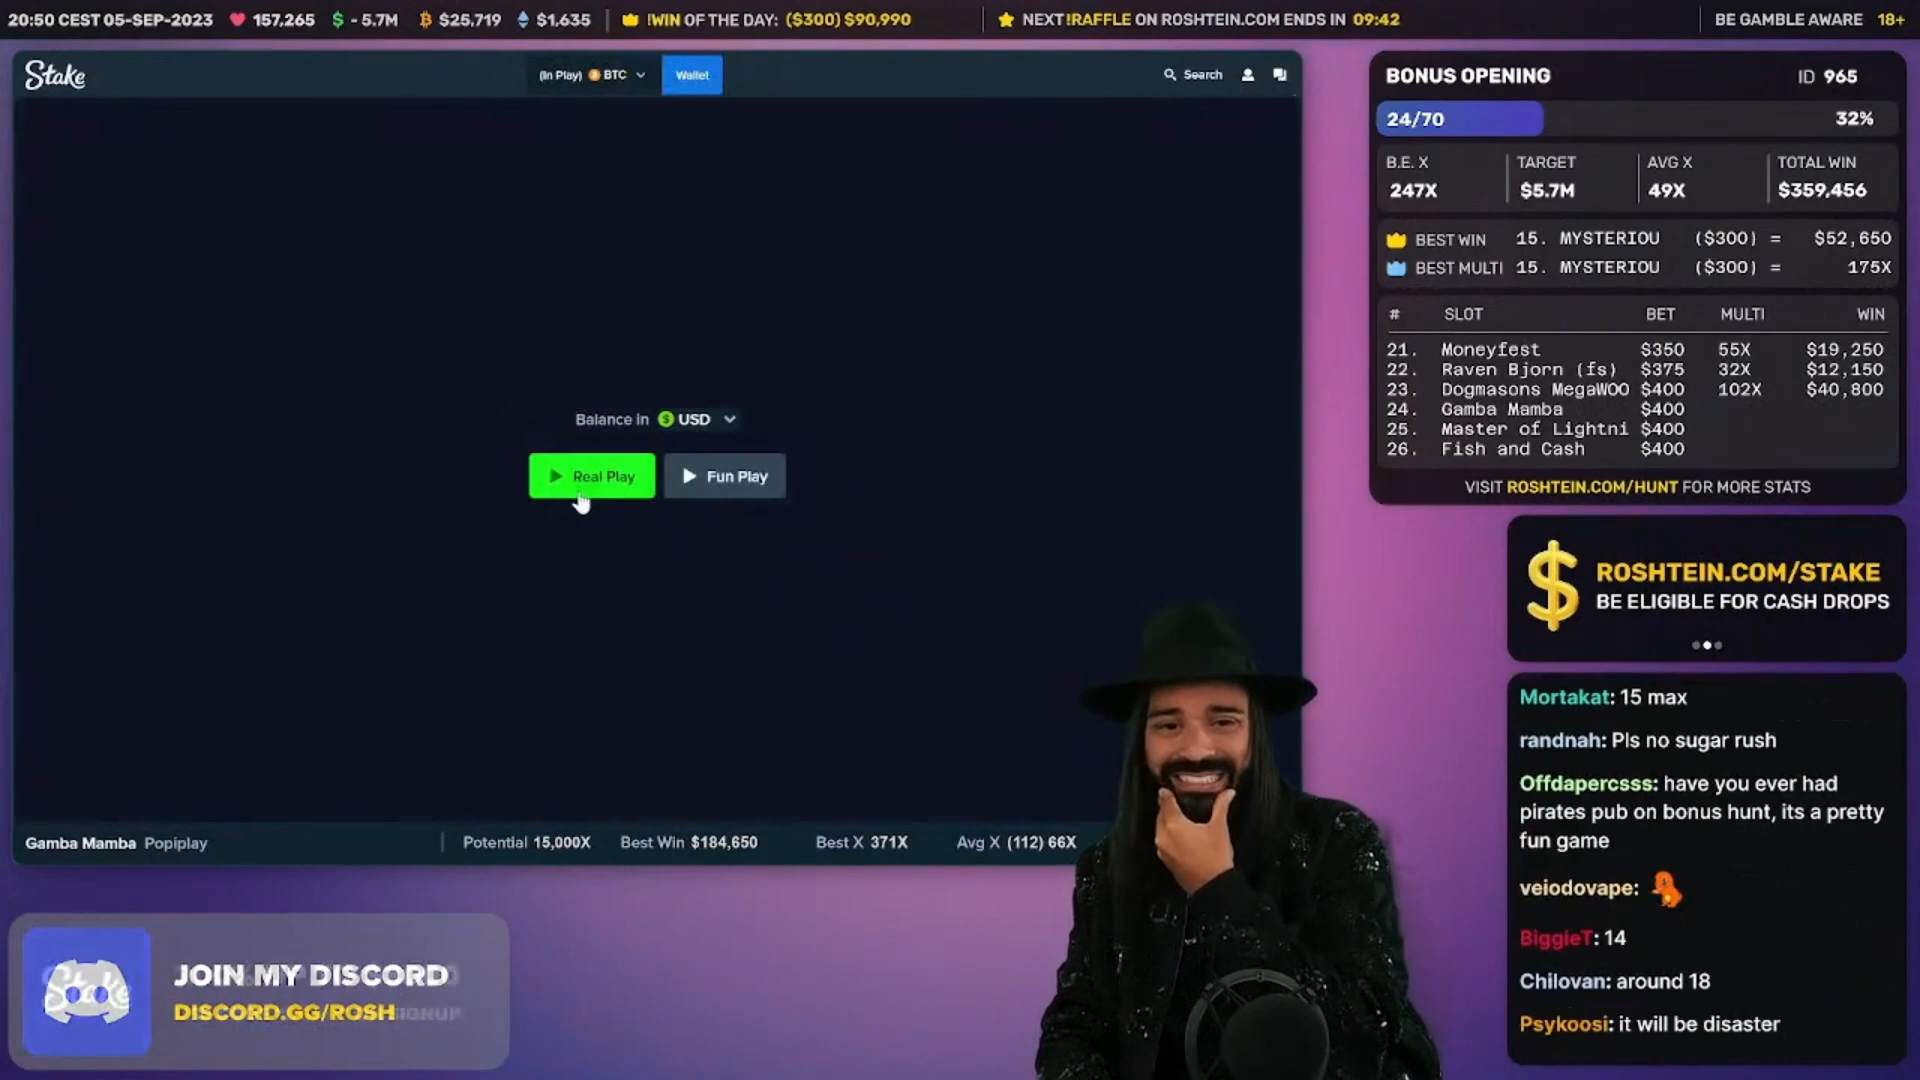 20:50 CEST 05-SEP-2023 157,265 $ - 5.7M $25,719 $1,635 !WIN OF THE DAY: ($300) $90,990 NEXT !RAFFLE ON ROSHTEIN.COM ENDS IN 09:42 BE GAMBLE AWARE 18+
Stake (In Play) BTC Wallet Search
Balance in USD
Real Play Fun Play
Gamba Mamba Popiplay Potential 15,000X Best Win $184,650 Best X 371X Avg X (112) 66X
JOIN MY DISCORD
DISCORD.GG/ROSH
BONUS OPENING ID 965
24/70 32%
B.E. X TARGET AVG X TOTAL WIN
247X $5.7M 49X $359,456
BEST WIN 15. MYSTERIOU ($300) = $52,650
BEST MULTI 15. MYSTERIOU ($300) = 175X
# SLOT BET MULTI WIN
21. Moneyfest $350 55X $19,250
22. Raven Bjorn (fs) $375 32X $12,150
23. Dogmasons MegaWOO $400 102X $40,800
24. Gamba Mamba $400
25. Master of Lightni $400
26. Fish and Cash $400
VISIT ROSHTEIN.COM/HUNT FOR MORE STATS
ROSHTEIN.COM/STAKE
BE ELIGIBLE FOR CASH DROPS
Mortakat: 15 max
randnah: Pls no sugar rush
Offdapercsss: have you ever had
pirates pub on bonus hunt, its a pretty
fun game
veiodovape:
BiggieT: 14
Chilovan: around 18
Psykoosi: it will be disaster